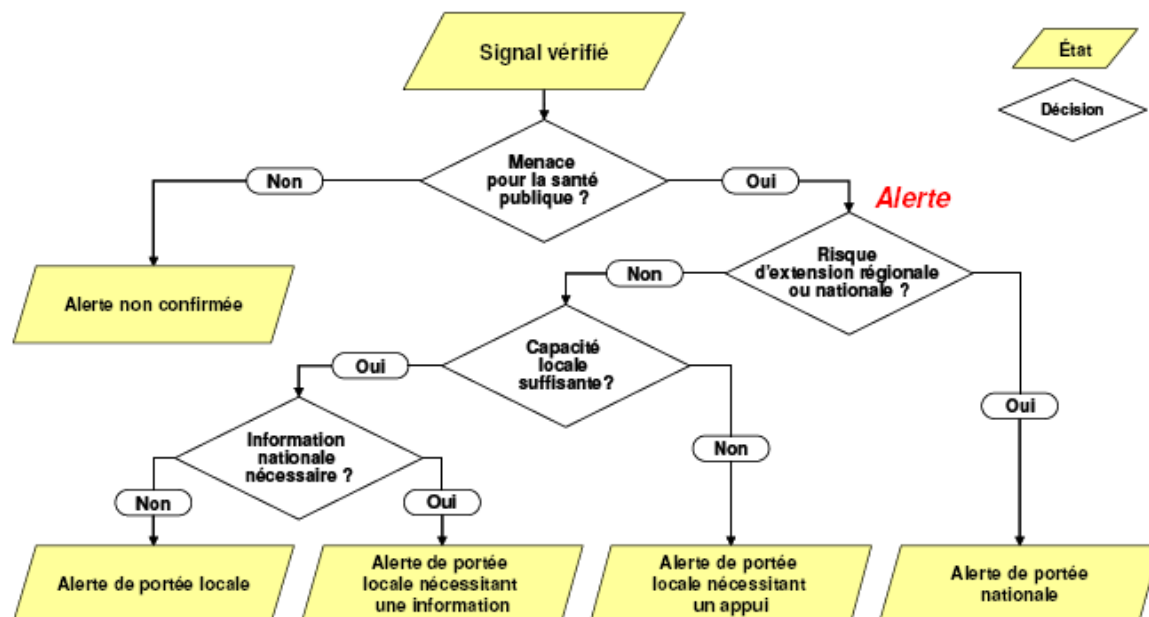 Signal vérifié
État
Décision
Menace
pour la santé
publique ?
Non
Oui
Alerte
Risque
d'extension régionale
ou nationale ?
Non
Alerte non confirmée
Capacité
locale
suffisante?
Oui
Oui
Information
nationale
nécessaire ?
Non
Non
Oui
Alerte de portée locale
Alerte de portée
locale nécessitant
une information
Alerte de portée
locale nécessitant
un appui
Alerte de portée
nationale